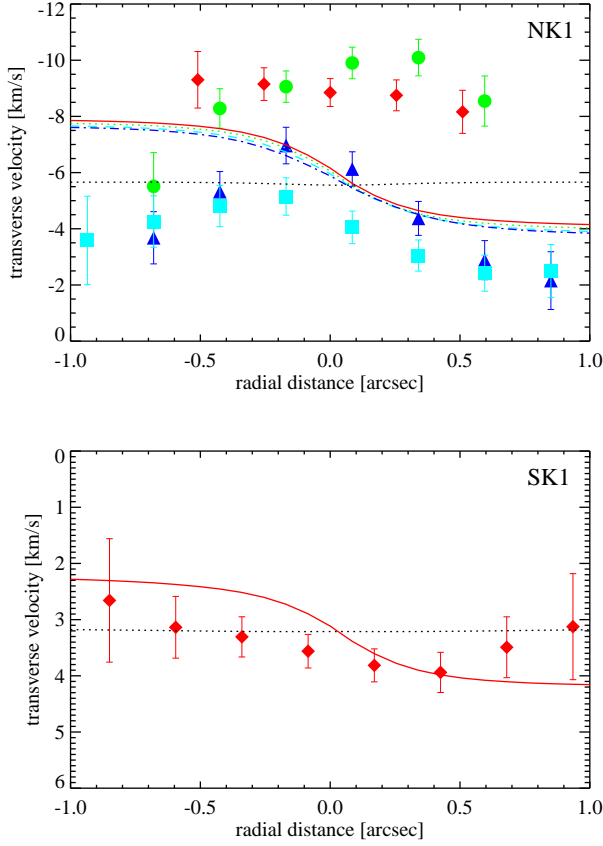 NK1
-10
-8
-6
-4
-2
0
transverse velocity [km/s]
-1.0 -0.5 0.0 0.5 1.0
radial distance [arcsec]
SK1
0
1
2
3
4
5
6
transverse velocity [km/s]
-1.0 -0.5 0.0 0.5 1.0
radial distance [arcsec]